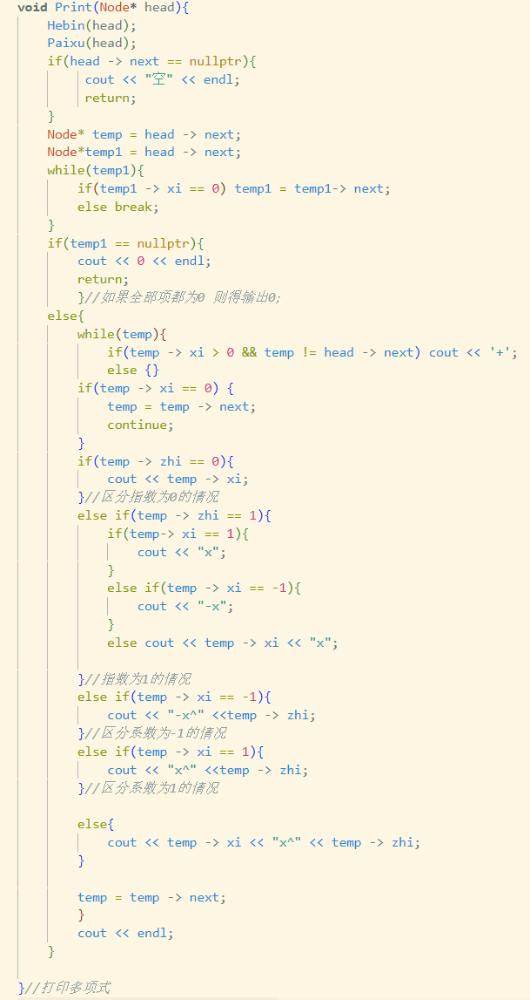 void Print(Node* head){
    Hebin(head);
    Paixu(head);
    if(head -> next == nullptr){
         cout << "空" << endl;
         return;
    }
    Node* temp = head -> next;
    Node*temp1 = head -> next;
    while(temp1){
        if(temp1 -> xi == 0) temp1 = temp1-> next;
        else break;
    }
    if(temp1 == nullptr){
        cout << 0 << endl;
        return;
        }//如果全部项都为0 则得输出0;
    else{
        while(temp){
            if(temp -> xi > 0 && temp != head -> next) cout << '+';
            else {}
        if(temp -> xi == 0) {
            temp = temp -> next;
            continue;
        }
        if(temp -> zhi == 0){
            cout << temp -> xi;
        }//区分指数为0的情况
        else if(temp -> zhi == 1){
            if(temp-> xi == 1){
                cout << "x";
            }
            else if(temp -> xi == -1){
                cout << "-x";
            }
            else cout << temp -> xi << "x";
        }//指数为1的情况
        else if(temp -> xi == -1){
            cout << "-x^" <<temp -> zhi;
        }//区分系数为-1的情况
        else if(temp -> xi == 1){
            cout << "x^" <<temp -> zhi;
        }//区分系数为1的情况
        else{
            cout << temp -> xi << "x^" << temp -> zhi;
        }
        temp = temp -> next;
        }
        cout << endl;
    }
}//打印多项式